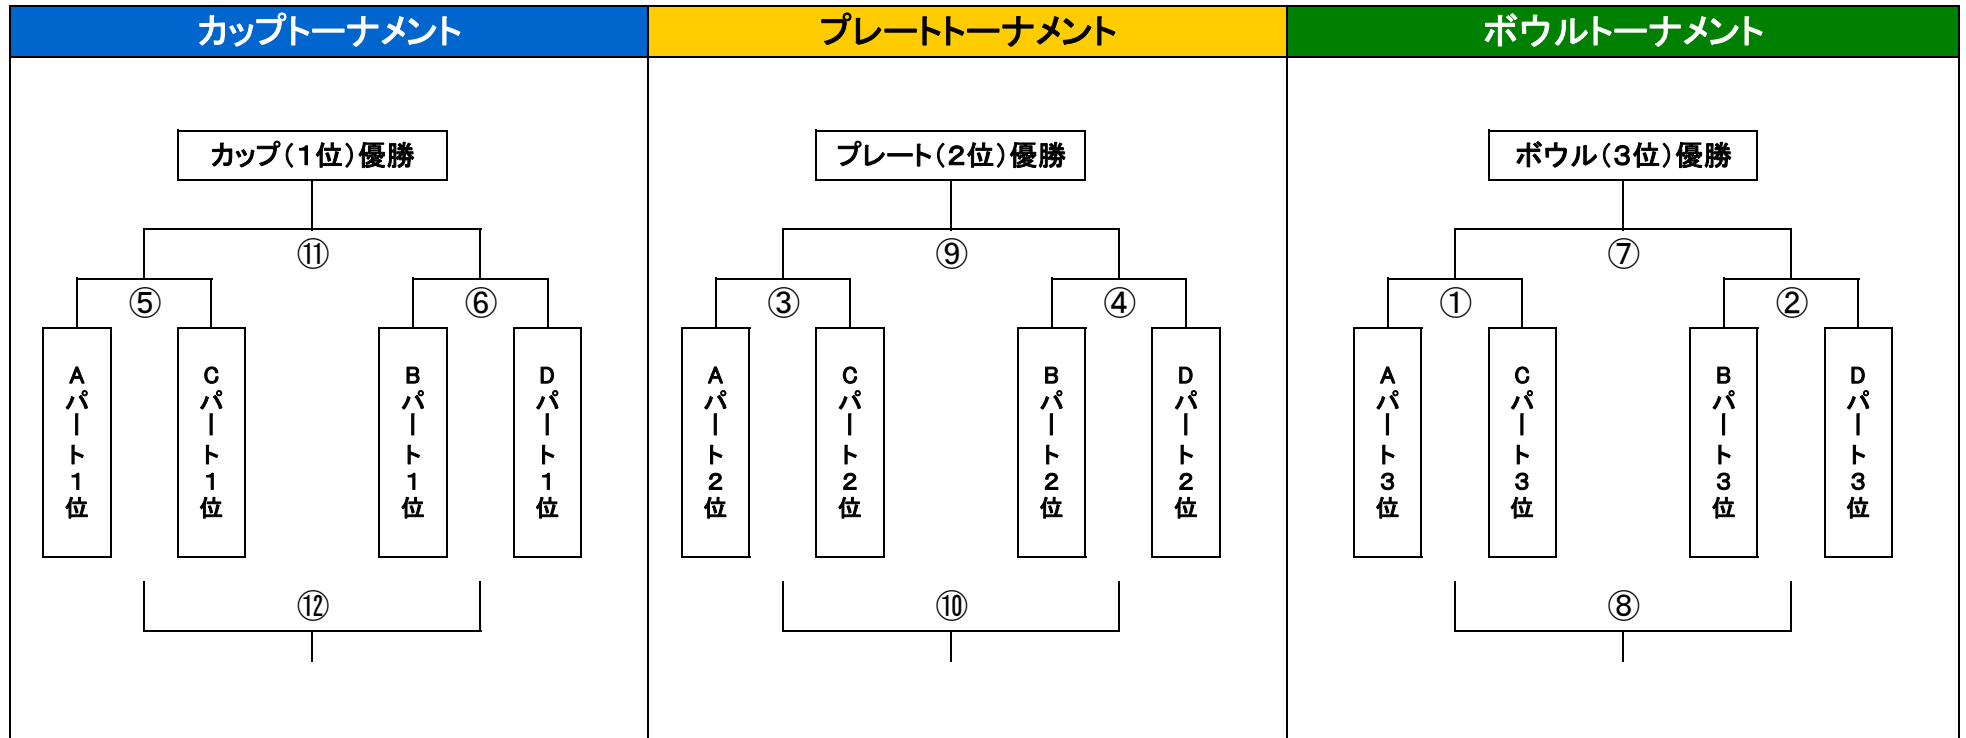 カップトーナメント
プレートトーナメント
ボウルトーナメント
カップ（１位）優勝
プレート（２位）優勝
ボウル（３位）優勝
⑪
⑨
⑦
⑤
⑥
③
④
①
②
Aパート１位
Cパート１位
Bパート１位
Dパート１位
Aパート２位
Cパート２位
Bパート２位
Dパート２位
Aパート３位
Cパート３位
Bパート３位
Dパート３位
⑫
⑩
⑧